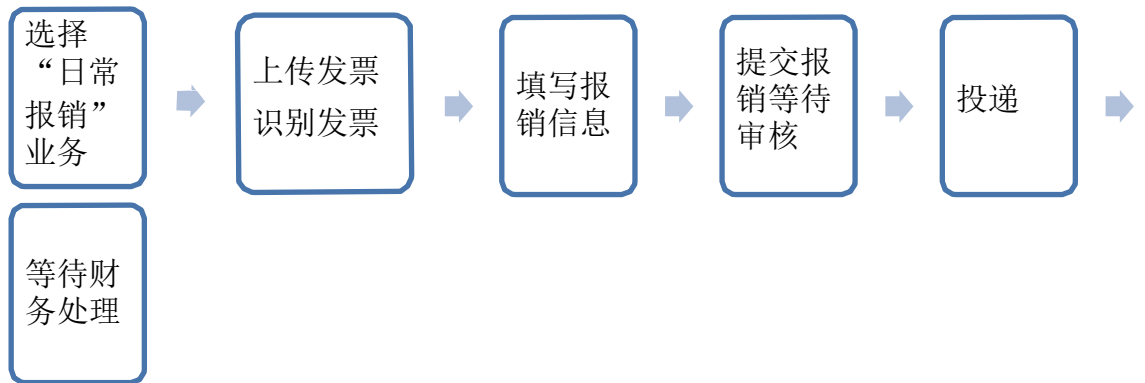 选择
“日常
报销”
业务
上传发票
识别发票
填写报
销信息
提交报
销等待
审核
投递
等待财
务处理